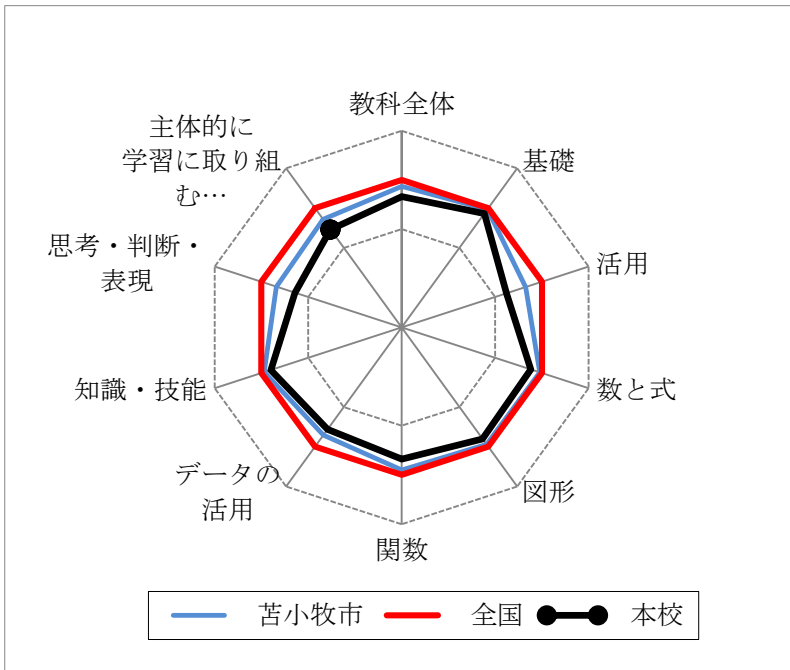 教科全体
基礎
活用
数と式
図形
関数
データの
活用
知識・技能
思考・判断・
表現
主体的に
学習に取り組
む…
苫小牧市
全国
本校